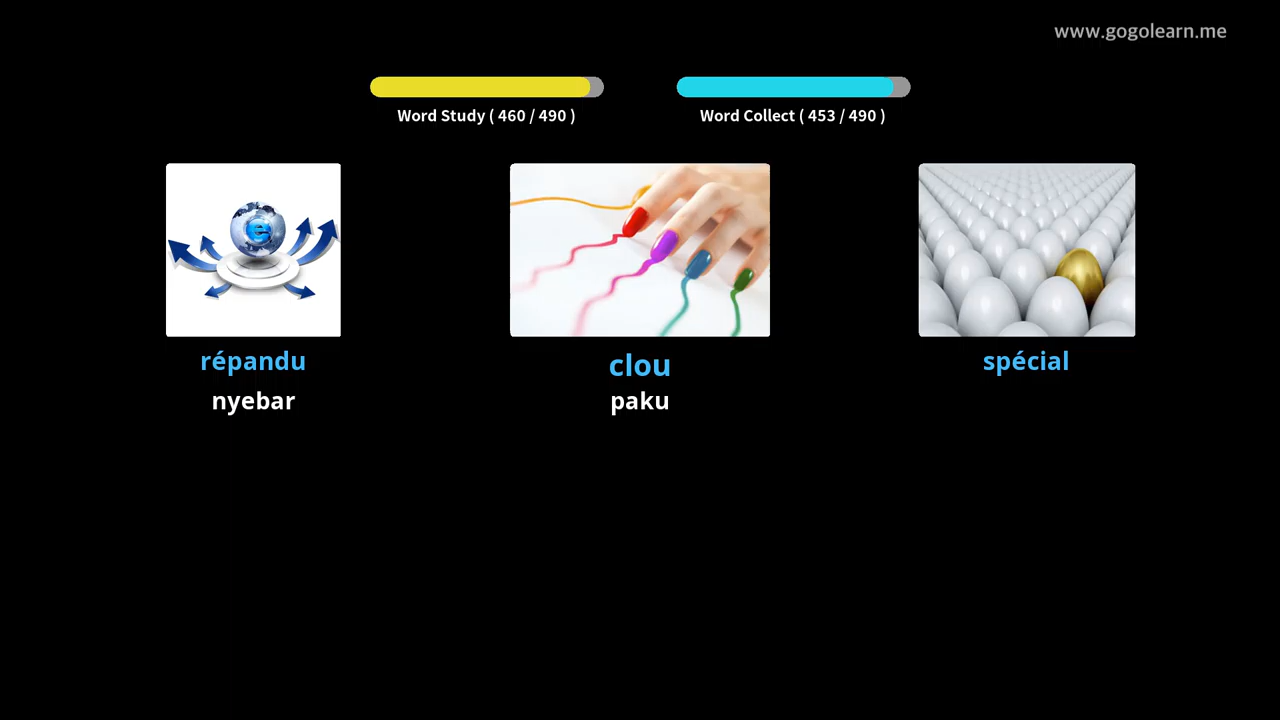 www.gogolearn.me
Word Study ( 460 / 490 )
Word Collect ( 453 / 490 )
e
répandu
clou
spécial
nyebar
paku